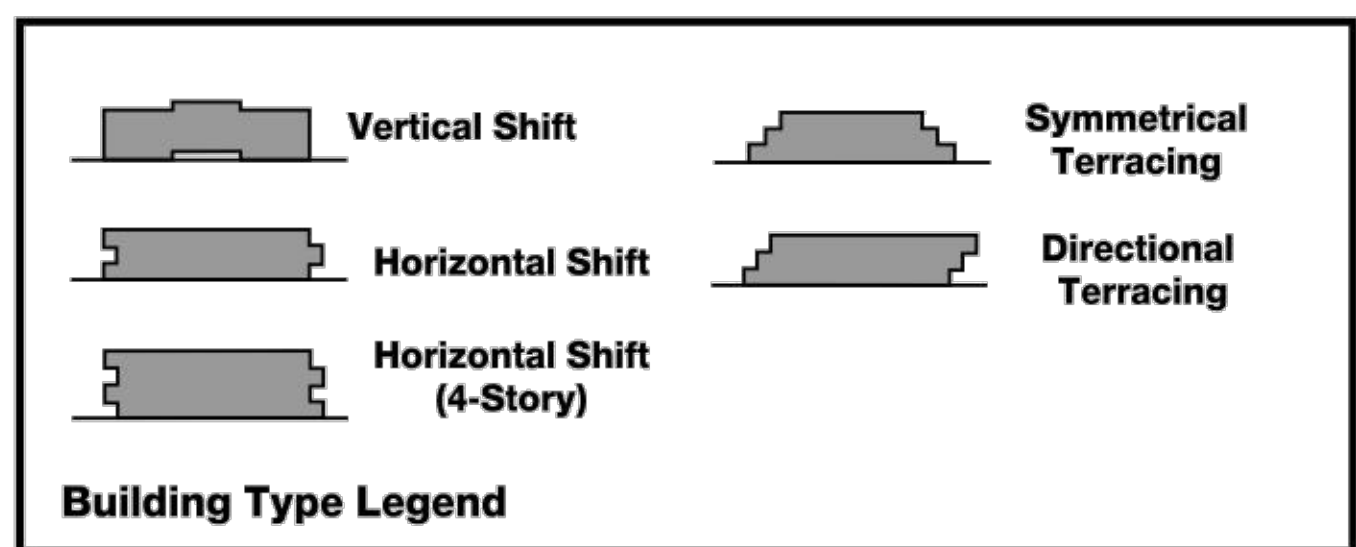 Vertical Shift
Horizontal Shift
Horizontal Shift
(4-Story)
Symmetrical
Terracing
Directional
Terracing
Building Type Legend